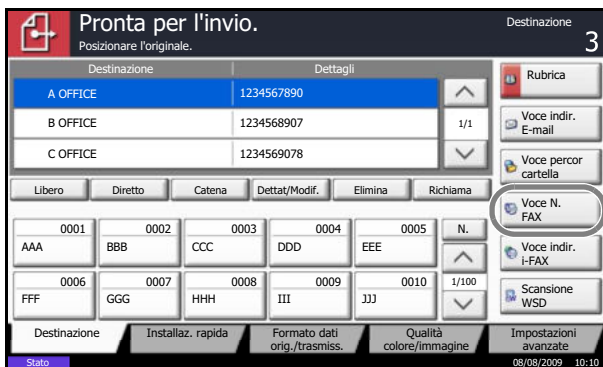 Pronta per l'invio.
Posizionare l'originale.
Destinazione
3
Destinazione Dettagli
A OFFICE 1234567890
B OFFICE 1234568907
C OFFICE 1234569078
1/1
Rubrica
Voce indir.
E-mail
Voce percor
cartella
Voce N.
FAX
Voce indir.
i-FAX
Scansione
WSD
Libero Diretto Catena Dettat/Modif. Elimina Richiama
0001 0002 0003 0004 0005 N.
AAA BBB CCC DDD EEE
0006 0007 0008 0009 0010 1/100
FFF GGG HHH III JJJ
Destinazione
Installaz. rapida
Formato dati
orig./trasmiss.
Qualità
colore/immagine
Impostazioni
avanzate
Stato 08/08/2009 10:10